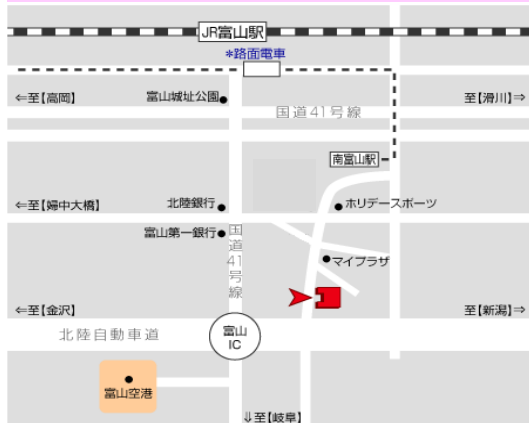 JR富山駅
*路面電車
⇐至【高岡】
富山城址公園
国道41号線
至【滑川】⇒
南富山駅
⇐至【婦中大橋】
北陸銀行
ホリデースポーツ
富山第一銀行
国道41号線
マイプラザ
⇐至【金沢】
至【新潟】⇒
北陸自動車道
富山
IC
富山空港
⇓至【岐阜】